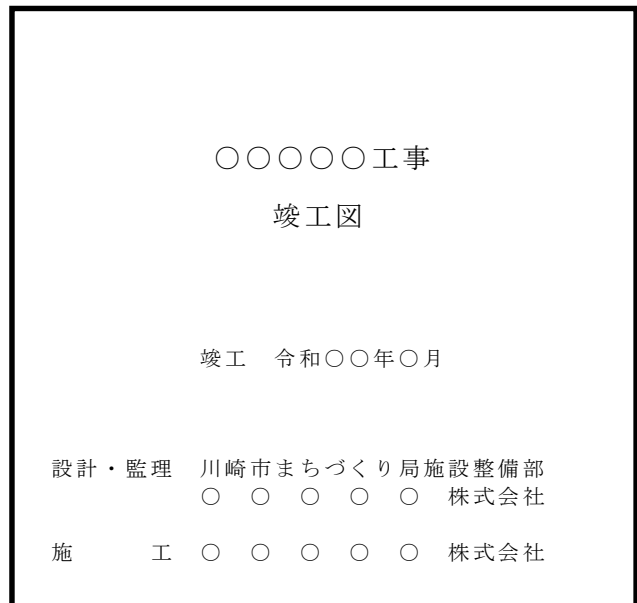 ○○○○○工事
竣工図
竣工　令和○○年○月
設計・監理　川崎市まちづくり局施設整備部
○　○　○　○　○　株式会社
施　　　工　○　○　○　○　○　株式会社